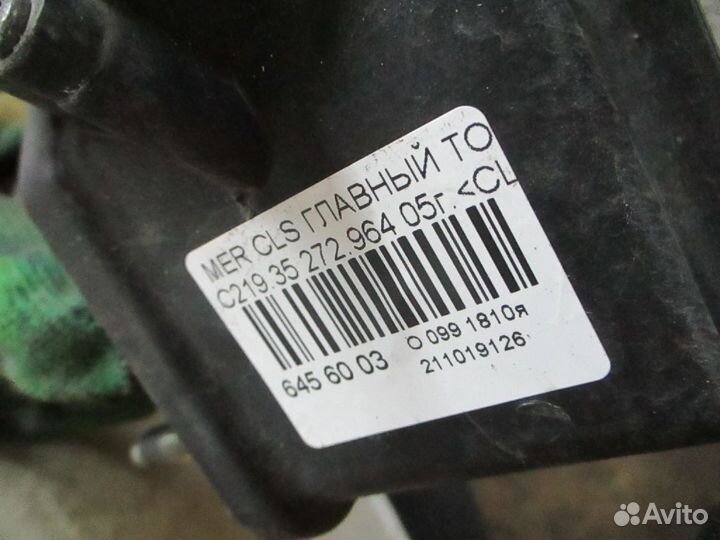 MER CLS ГЛАВНЫЙ ТО
C219.35 272.964 05г. <CL
645 60 03
O 099 1810я
211019126
Avito